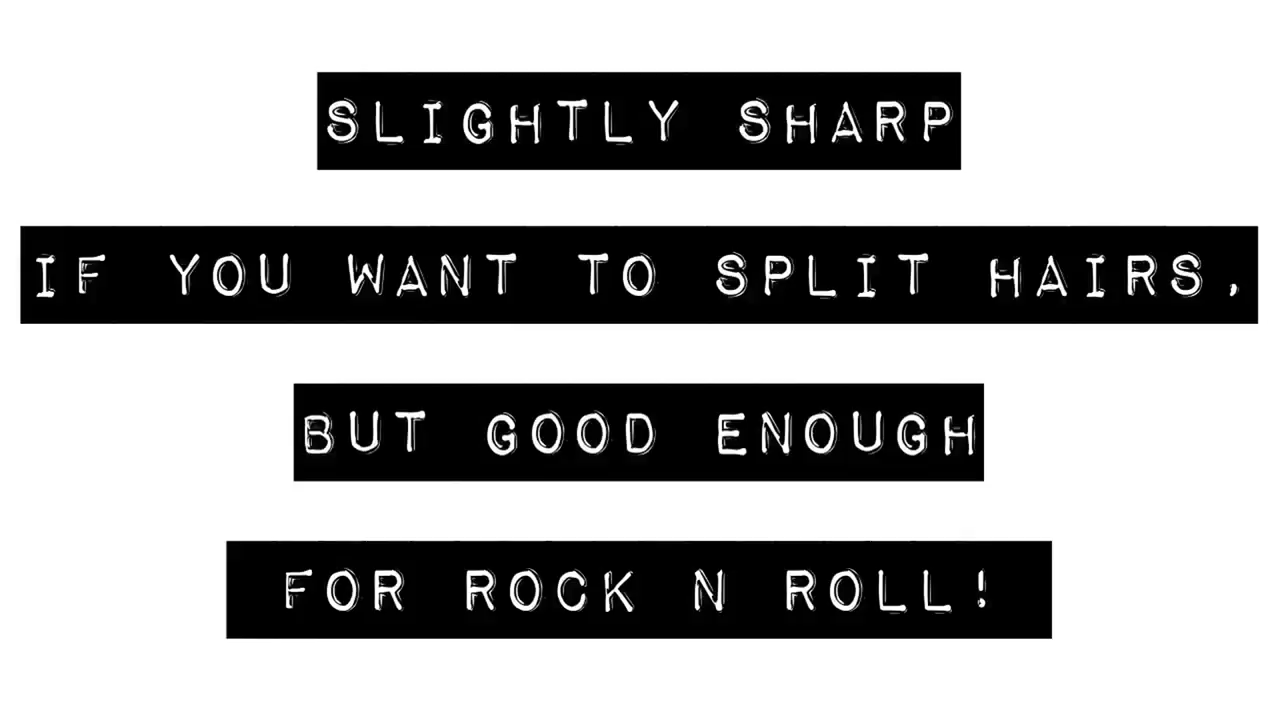 SLIGHTLY SHARP
IF YOU WANT TO SPLIT HAIRS,
BUT GOOD ENOUGH
FOR ROCK N ROLL!